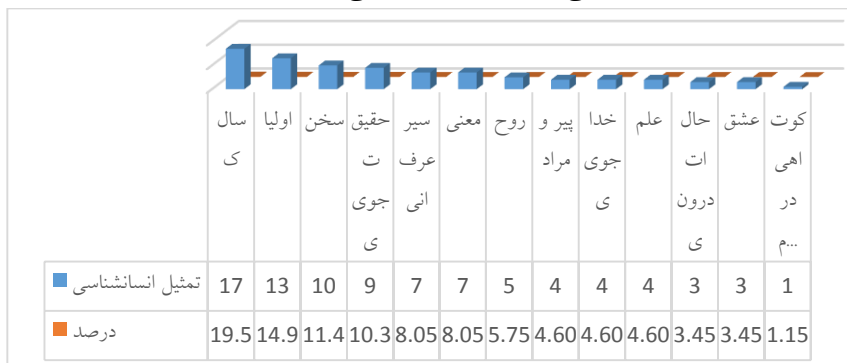 سالک اولیا سخن حقیقت جویی سیر عرفانی معنی روح پیر و مراد خدا جویی علم حالات درونی عشق کوتاهی در م...
تمثیل انسانشناسی 17 13 10 9 7 7 5 4 4 4 3 3 1
درصد 19.5 14.9 11.4 10.3 8.05 8.05 5.75 4.60 4.60 4.60 3.45 3.45 1.15